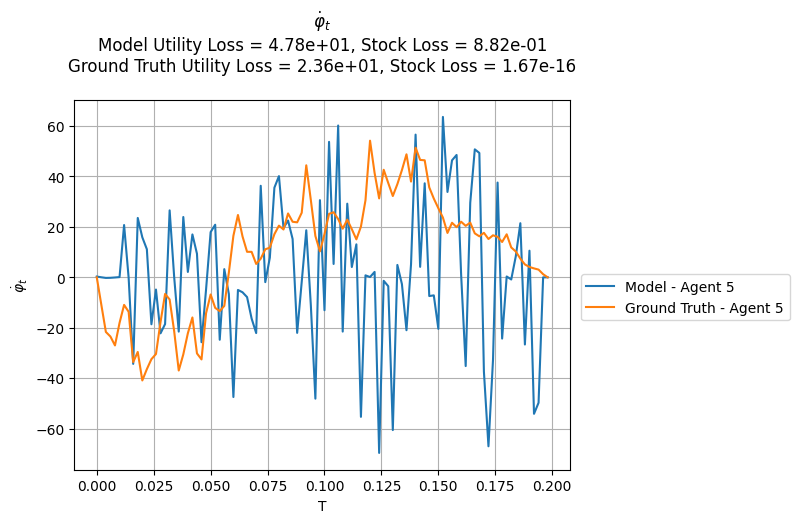 φ̇ₜ
Model Utility Loss = 4.78e+01, Stock Loss = 8.82e-01
Ground Truth Utility Loss = 2.36e+01, Stock Loss = 1.67e-16
60
40
20
0
−20
−40
−60
φ̇ₜ
0.000 0.025 0.050 0.075 0.100 0.125 0.150 0.175 0.200
T
Model - Agent 5
Ground Truth - Agent 5